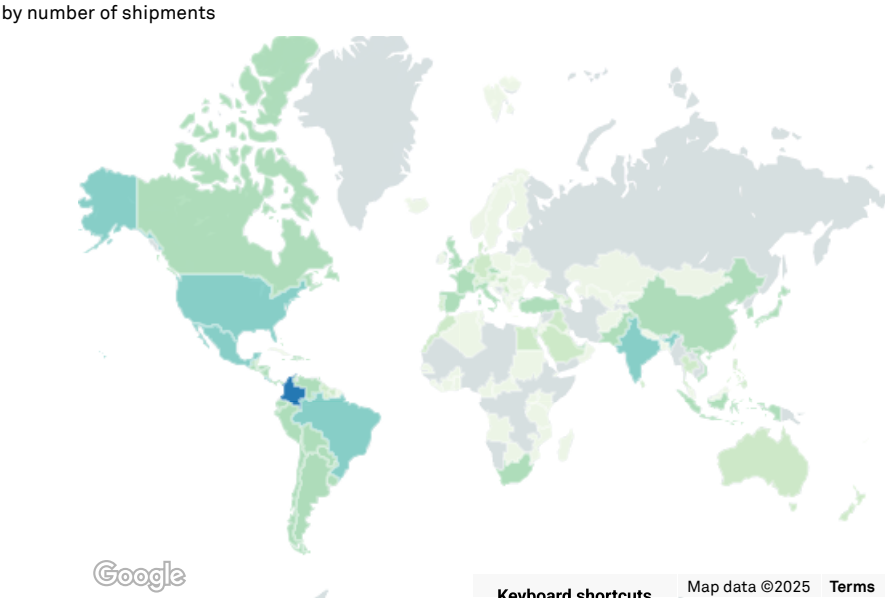 by number of shipments
Google
Keyboard shortcuts
Map data ©2025
Terms